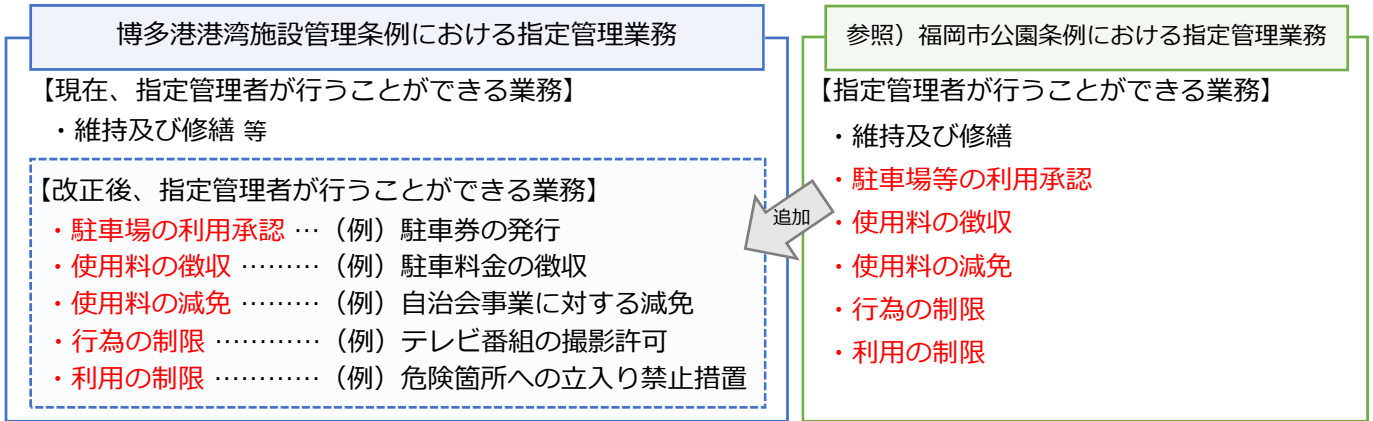 博多港港湾施設管理条例における指定管理業務
【現在、指定管理者が行うことができる業務】
・維持及び修繕 等
【改正後、指定管理者が行うことができる業務】
・駐車場の利用承認 …（例）駐車券の発行
・使用料の徴収 ………（例）駐車料金の徴収
・使用料の減免 ………（例）自治会事業に対する減免
・行為の制限 …………（例）テレビ番組の撮影許可
・利用の制限 …………（例）危険箇所への立入り禁止措置
追加
参照）福岡市公園条例における指定管理業務
【指定管理者が行うことができる業務】
・維持及び修繕
・駐車場等の利用承認
・使用料の徴収
・使用料の減免
・行為の制限
・利用の制限